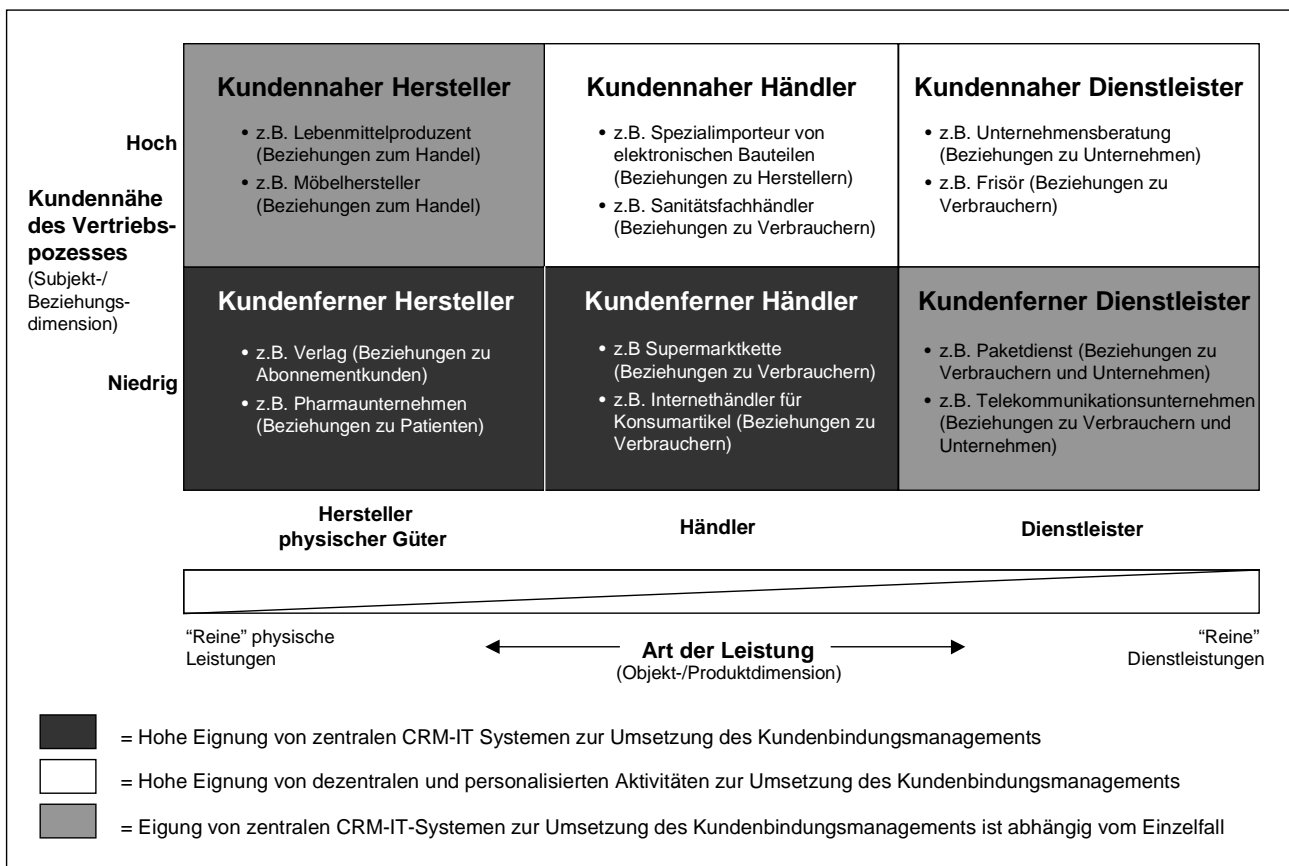 Kundennaher Hersteller
• z.B. Lebenmittelproduzent
(Beziehungen zum Handel)
• z.B. Möbelhersteller
(Beziehungen zum Handel)
Kundennaher Händler
• z.B. Spezialimporteur von
elektronischen Bauteilen
(Beziehungen zu Herstellern)
• z.B. Sanitätsfachhändler
(Beziehungen zu Verbrauchern)
Kundennaher Dienstleister
• z.B. Unternehmensberatung
(Beziehungen zu Unternehmen)
• z.B. Frisör (Beziehungen zu
Verbrauchern)
Hoch
Kundennähe
des Vertriebs-
pozesses
(Subjekt-/
Beziehungs-
dimension)
Niedrig
Kundenferner Hersteller
• z.B. Verlag (Beziehungen zu
Abonnementkunden)
• z.B. Pharmaunternehmen
(Beziehungen zu Patienten)
Kundenferner Händler
• z.B Supermarktkette
(Beziehungen zu Verbrauchern)
• z.B. Internethändler für
Konsumartikel (Beziehungen zu
Verbrauchern)
Kundenferner Dienstleister
• z.B. Paketdienst (Beziehungen zu
Verbrauchern und Unternehmen)
• z.B. Telekommunikationsunternehmen
(Beziehungen zu Verbrauchern und
Unternehmen)
Hersteller
physischer Güter
Händler
Dienstleister
“Reine” physische
Leistungen
Art der Leistung
(Objekt-/Produktdimension)
“Reine”
Dienstleistungen
= Hohe Eignung von zentralen CRM-IT Systemen zur Umsetzung des Kundenbindungsmanagements
= Hohe Eignung von dezentralen und personalisierten Aktivitäten zur Umsetzung des Kundenbindungsmanagements
= Eigung von zentralen CRM-IT-Systemen zur Umsetzung des Kundenbindungsmanagements ist abhängig vom Einzelfall